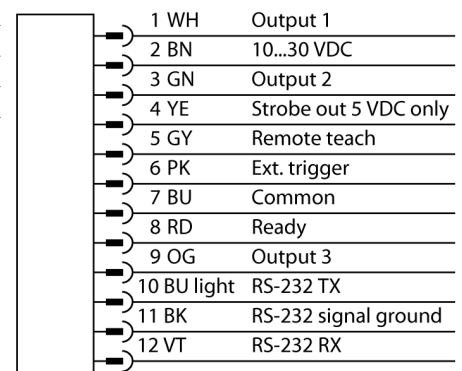 1 WH Output 1
2 BN 10...30 VDC
3 GN Output 2
4 YE Strobe out 5 VDC only
5 GY Remote teach
6 PK Ext. trigger
7 BU Common
8 RD Ready
9 OG Output 3
10 BU light RS-232 TX
11 BK RS-232 signal ground
12 VT RS-232 RX